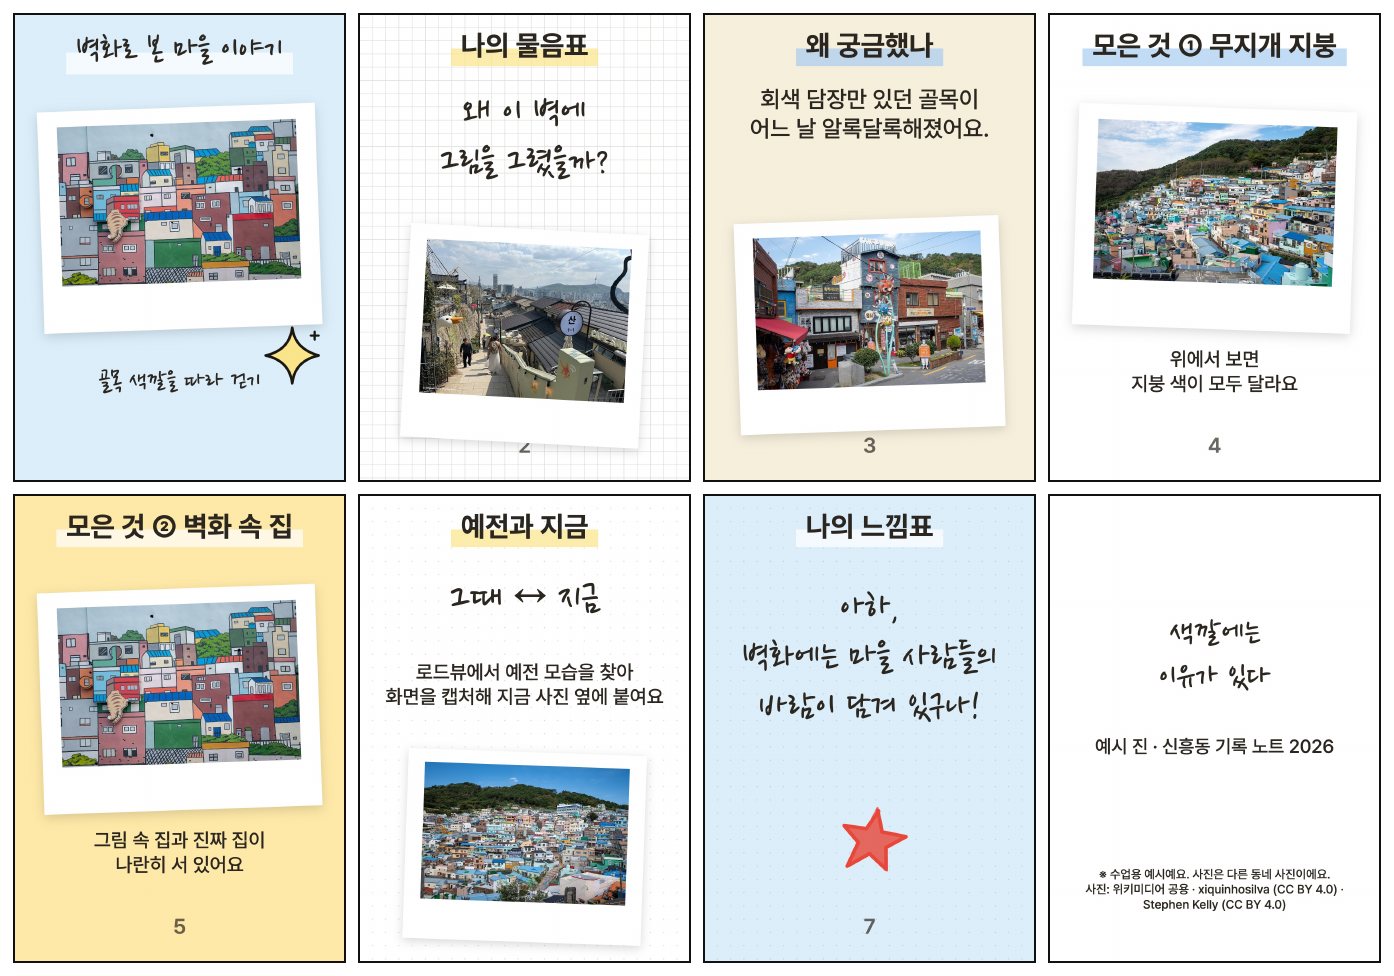 벽화로 본 마을 이야기
골목 색깔을 따라 걷기
나의 물음표
왜 이 벽에
그림을 그렸을까?
산
2
왜 궁금했나
회색 담장만 있던 골목이
어느 날 알록달록해졌어요.
3
모은 것 ① 무지개 지붕
위에서 보면
지붕 색이 모두 달라요
4
모은 것 ② 벽화 속 집
그림 속 집과 진짜 집이
나란히 서 있어요
5
예전과 지금
그때 ↔ 지금
로드뷰에서 예전 모습을 찾아
화면을 캡처해 지금 사진 옆에 붙여요
나의 느낌표
아하,
벽화에는 마을 사람들의
바람이 담겨 있구나!
7
색깔에는
이유가 있다
예시 진 · 신흥동 기록 노트 2026
※ 수업용 예시예요. 사진은 다른 동네 사진이에요.
사진: 위키미디어 공용 · xiquinhosilva (CC BY 4.0) ·
Stephen Kelly (CC BY 4.0)